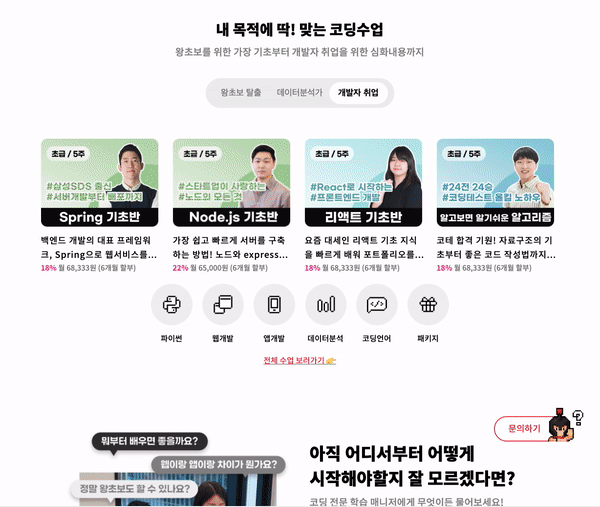 내 목적에 딱! 맞는 코딩수업
왕초보를 위한 가장 기초부터 개발자 취업을 위한 심화내용까지
왕초보 탈출
데이터분석가
개발자 취업
초급 / 5주
#삼성SDS 출신
#서버개발부터 배포까지
Spring 기초반
백엔드 개발의 대표 프레임워
크, Spring으로 웹서비스를...
18% 월 68,333원 (6개월 할부)
초급 / 5주
#스타트업이 사랑하는
#노드의 모든 것
Node.js 기초반
가장 쉽고 빠르게 서버를 구축
하는 방법! 노드와 express...
22% 월 65,000원 (6개월 할부)
초급 / 5주
#React로 시작하는
#프론트엔드 개발
리액트 기초반
요즘 대세인 리액트 기초 지식
을 빠르게 배워 포트폴리오를...
18% 월 68,333원 (6개월 할부)
초급 / 5주
#24전 24승
#코딩테스트 올킬 노하우
알고보면 알기쉬운 알고리즘
코테 합격 기원! 자료구조의 기
초부터 좋은 코드 작성법까지...
18% 월 68,333원 (6개월 할부)
파이썬
웹개발
앱개발
데이터분석
코딩언어
패키지
전체 수업 보러가기 👉
문의하기
뭐부터 배우면 좋을까요?
웹이랑 앱이랑 차이가 뭔가요?
정말 왕초보도 할 수 있나요?
아직 어디서부터 어떻게
시작해야할지 잘 모르겠다면?
코딩 전문 학습 매니저에게 무엇이든 물어보세요!